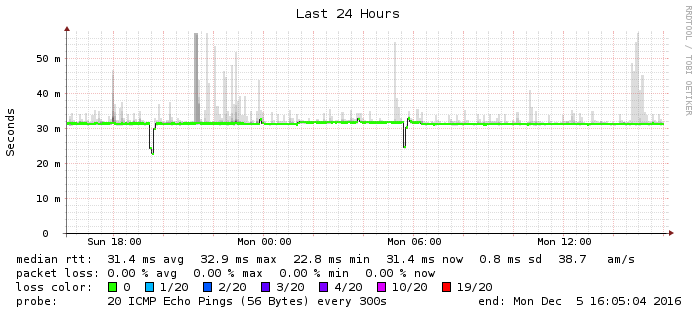 Last 24 Hours
RRDTOOL / TOBI OETIKER
Seconds
50 m
40 m
30 m
20 m
10 m
0
Sun 18:00 Mon 00:00 Mon 06:00 Mon 12:00
median rtt: 31.4 ms avg 32.9 ms max 22.8 ms min 31.4 ms now 0.8 ms sd 38.7 am/s
packet loss: 0.00 % avg 0.00 % max 0.00 % min 0.00 % now
loss color: 0 1/20 2/20 3/20 4/20 10/20 19/20
probe: 20 ICMP Echo Pings (56 Bytes) every 300s end: Mon Dec 5 16:05:04 2016